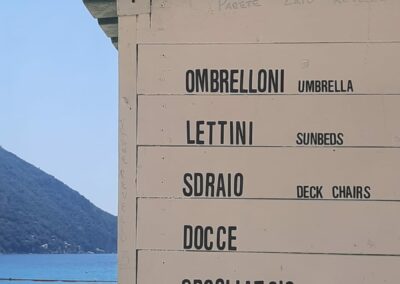 OMBRELLONI UMBRELLA
LETTINI SUNBEDS
SDRAIO DECK CHAIRS
DOCCE